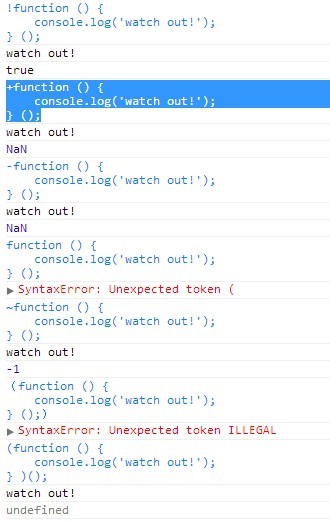 !function () {
    console.log('watch out!');
} ();
watch out!
true
+function () {
    console.log('watch out!');
} ();
watch out!
NaN
-function () {
    console.log('watch out!');
} ();
watch out!
NaN
function () {
    console.log('watch out!');
} ();
▶ SyntaxError: Unexpected token (
~function () {
    console.log('watch out!');
} ();
watch out!
-1
（function () {
    console.log('watch out!');
} ();）
▶ SyntaxError: Unexpected token ILLEGAL
(function () {
    console.log('watch out!');
} )();
watch out!
undefined